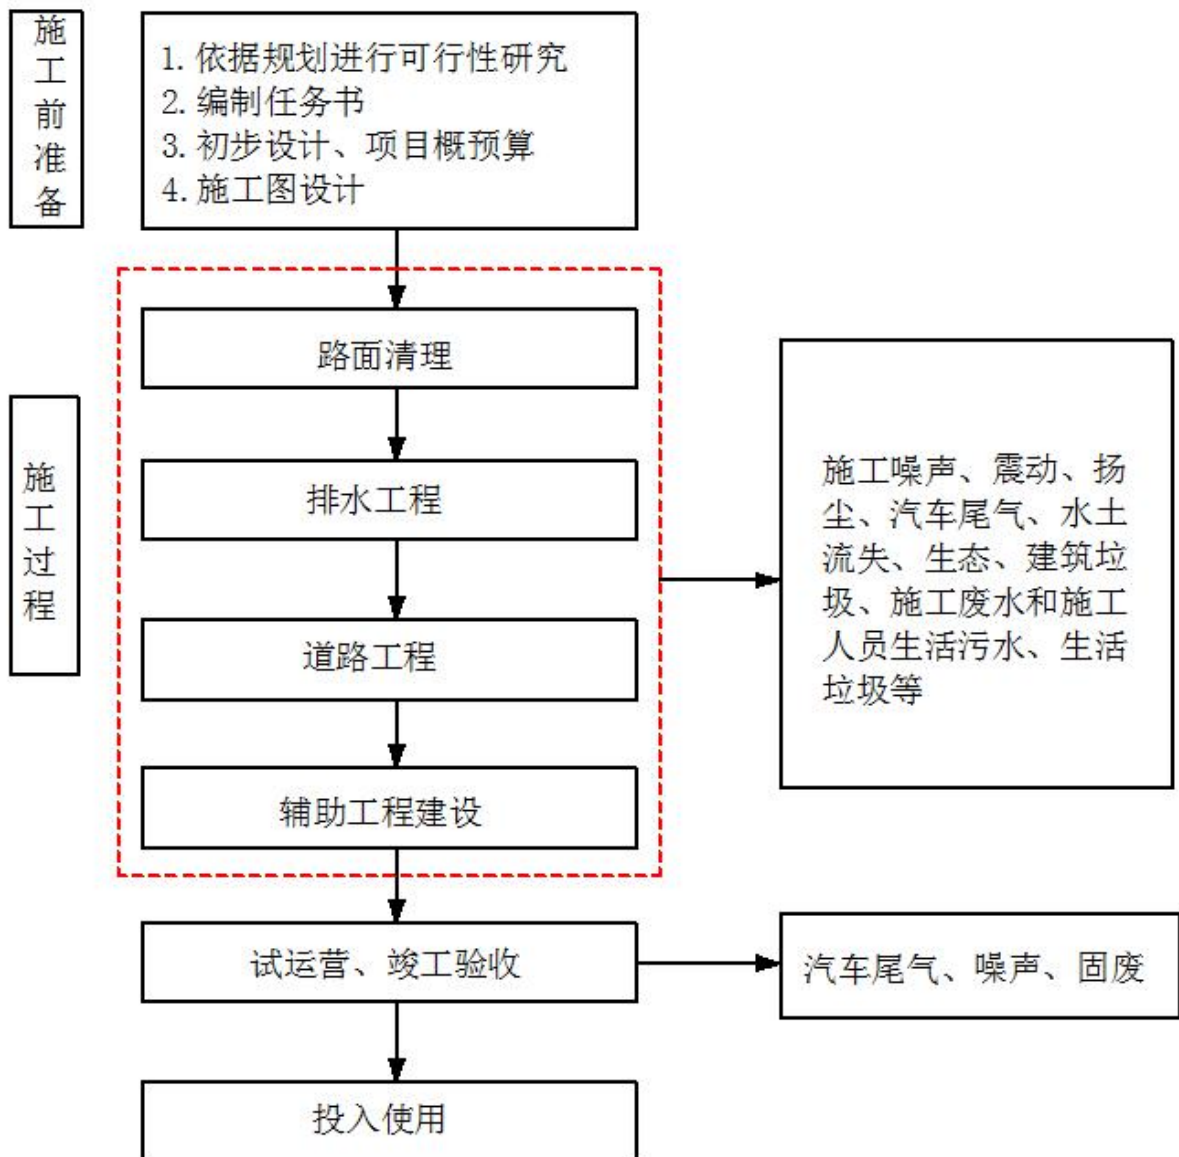 施工前准备
1. 依据规划进行可行性研究
2. 编制任务书
3. 初步设计、项目概预算
4. 施工图设计
路面清理
施工过程
排水工程
道路工程
辅助工程建设
施工噪声、震动、扬
尘、汽车尾气、水土
流失、生态、建筑垃
圾、施工废水和施工
人员生活污水、生活
垃圾等
试运营、竣工验收
汽车尾气、噪声、固废
投入使用